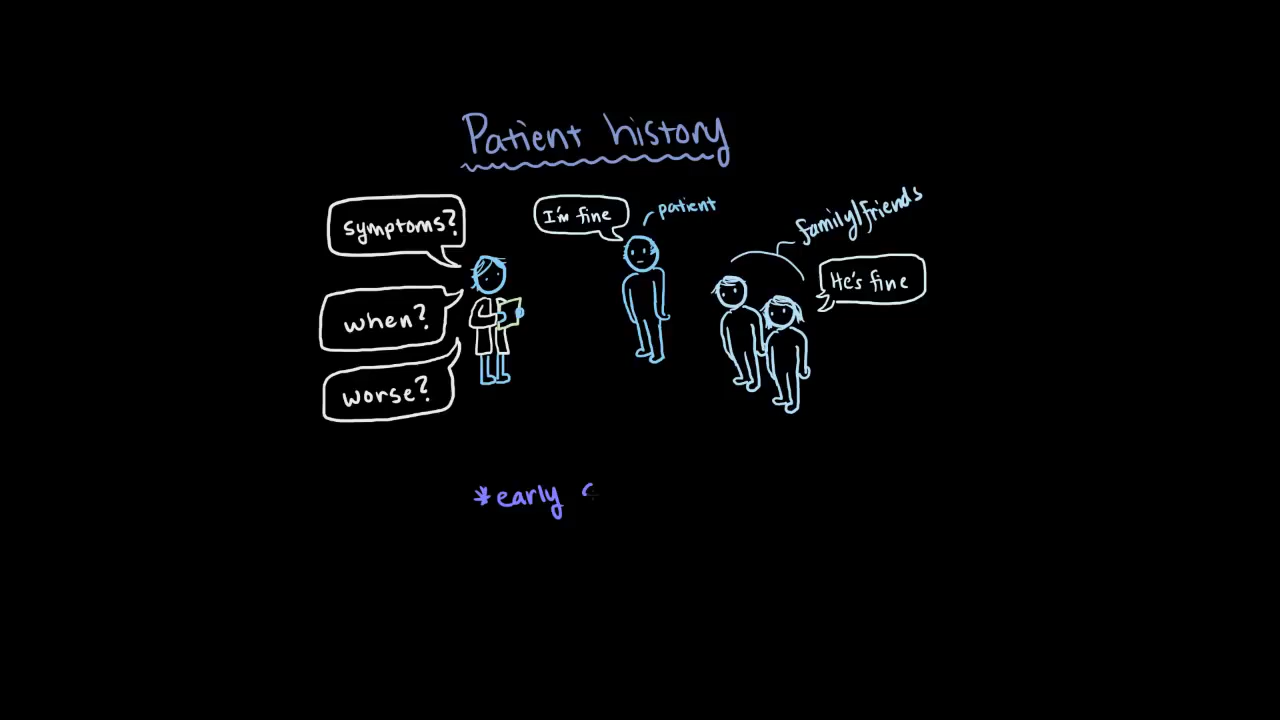 Patient history
symptoms?
when?
worse?
I'm fine
patient
family/friends
He's fine
*early